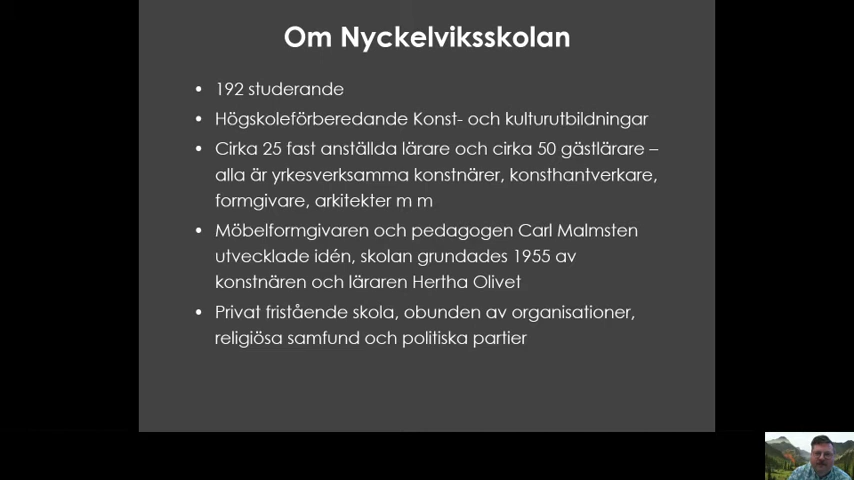 Om Nyckelviksskolan
• 192 studerande
• Högskoleförberedande Konst- och kulturutbildningar
• Cirka 25 fast anställda lärare och cirka 50 gästlärare –
alla är yrkesverksamma konstnärer, konsthantverkare,
formgivare, arkitekter m m
• Möbelformgivaren och pedagogen Carl Malmsten
utvecklade idén, skolan grundades 1955 av
konstnären och läraren Hertha Olivet
• Privat fristående skola, obunden av organisationer,
religiösa samfund och politiska partier